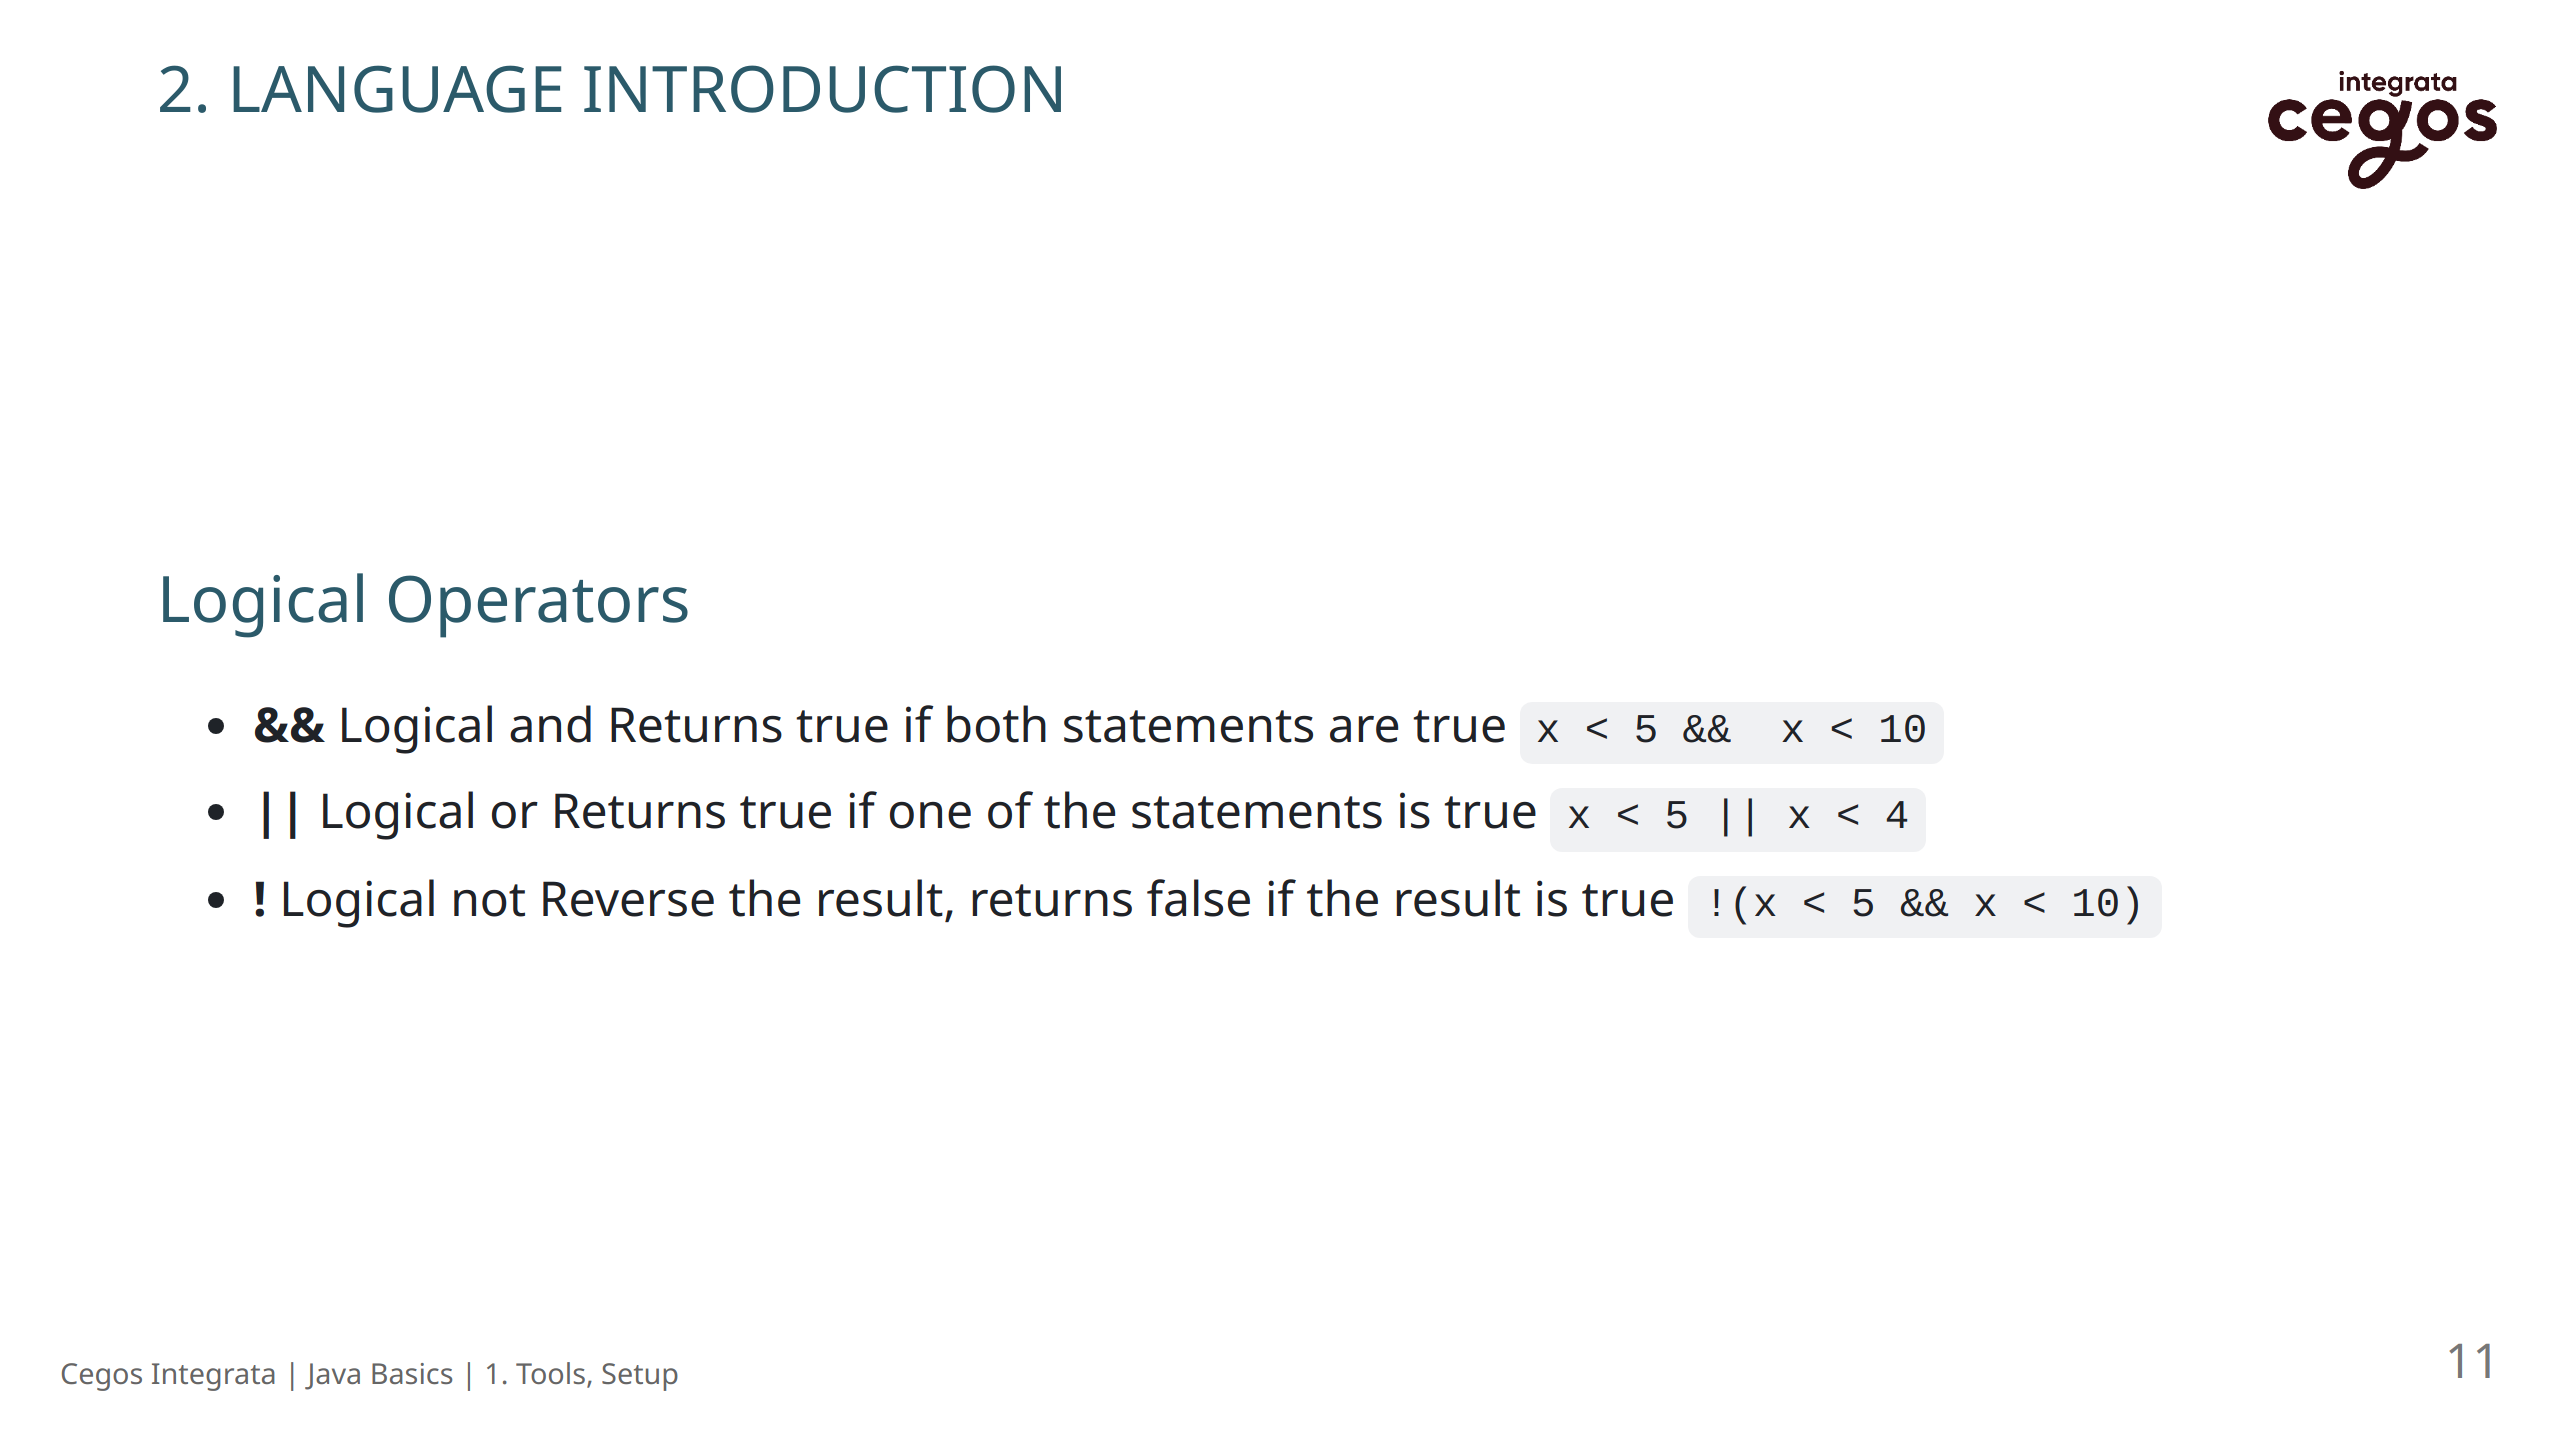 2. LANGUAGE INTRODUCTION
integrata
cegos
Logical Operators
• && Logical and Returns true if both statements are true x < 5 &&  x < 10
• || Logical or Returns true if one of the statements is true x < 5 || x < 4
• ! Logical not Reverse the result, returns false if the result is true !(x < 5 && x < 10)
Cegos Integrata | Java Basics | 1. Tools, Setup
11